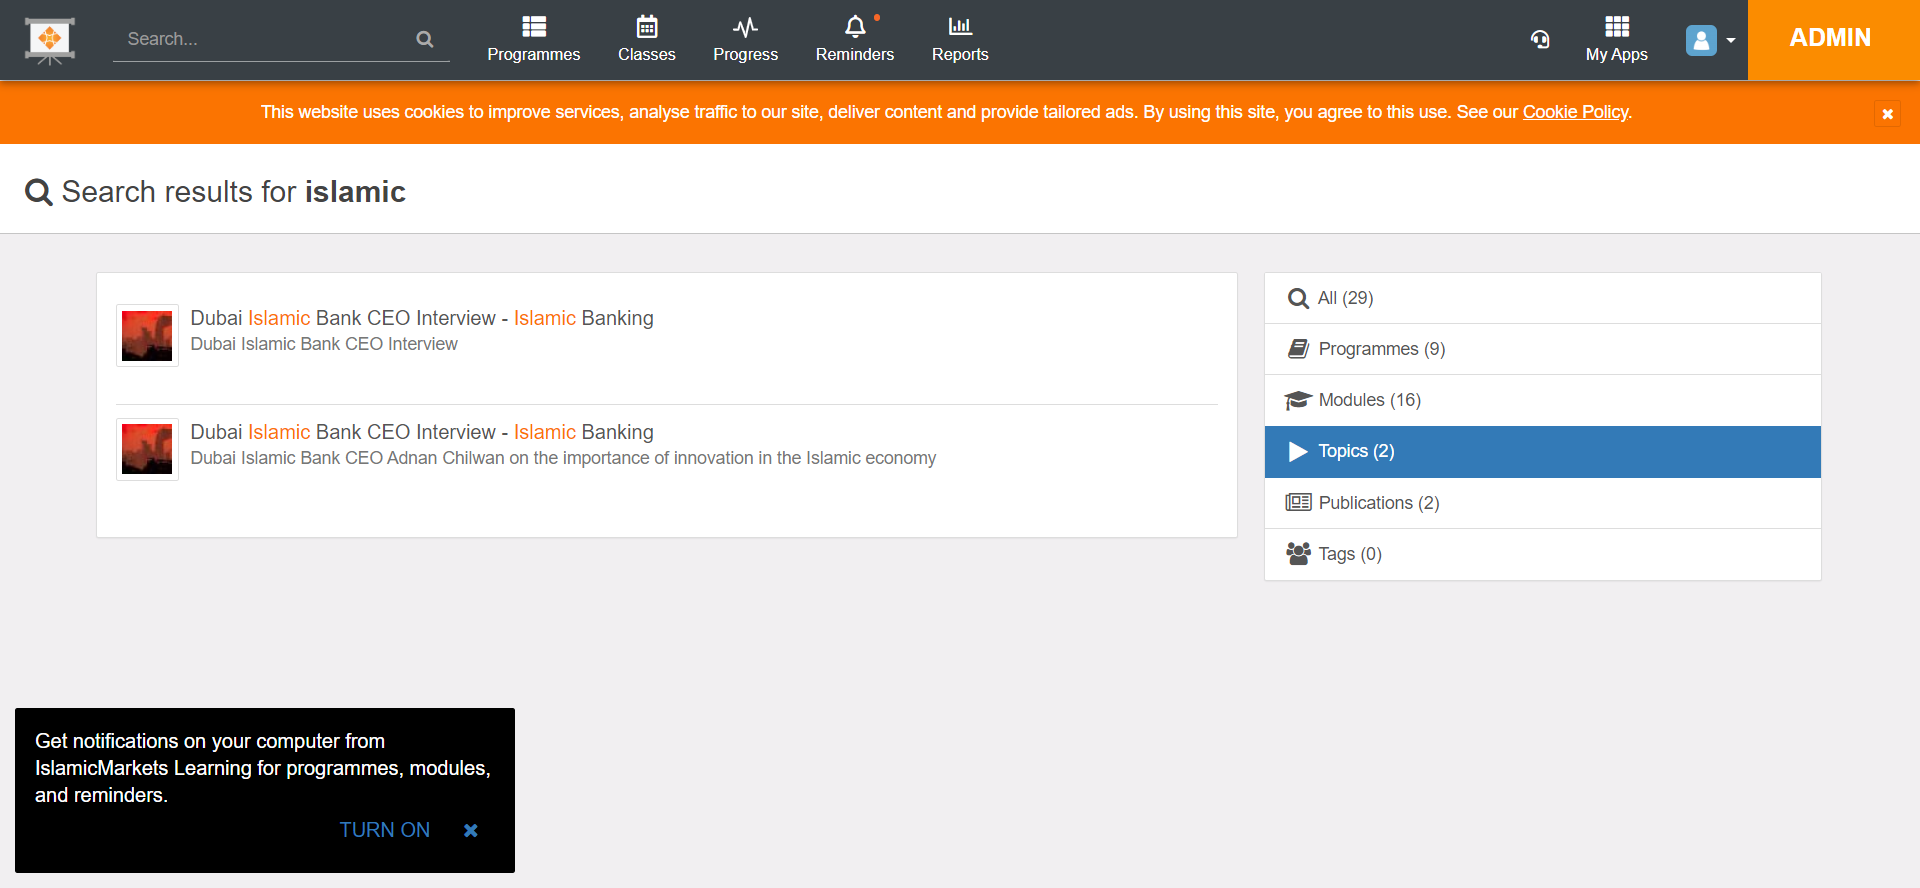 Search...
Programmes
Classes
Progress
Reminders
Reports
My Apps
ADMIN
This website uses cookies to improve services, analyse traffic to our site, deliver content and provide tailored ads. By using this site, you agree to this use. See our Cookie Policy.
Search results for islamic
Dubai Islamic Bank CEO Interview - Islamic Banking
Dubai Islamic Bank CEO Interview
Dubai Islamic Bank CEO Interview - Islamic Banking
Dubai Islamic Bank CEO Adnan Chilwan on the importance of innovation in the Islamic economy
All (29)
Programmes (9)
Modules (16)
Topics (2)
Publications (2)
Tags (0)
Get notifications on your computer from
IslamicMarkets Learning for programmes, modules,
and reminders.
TURN ON